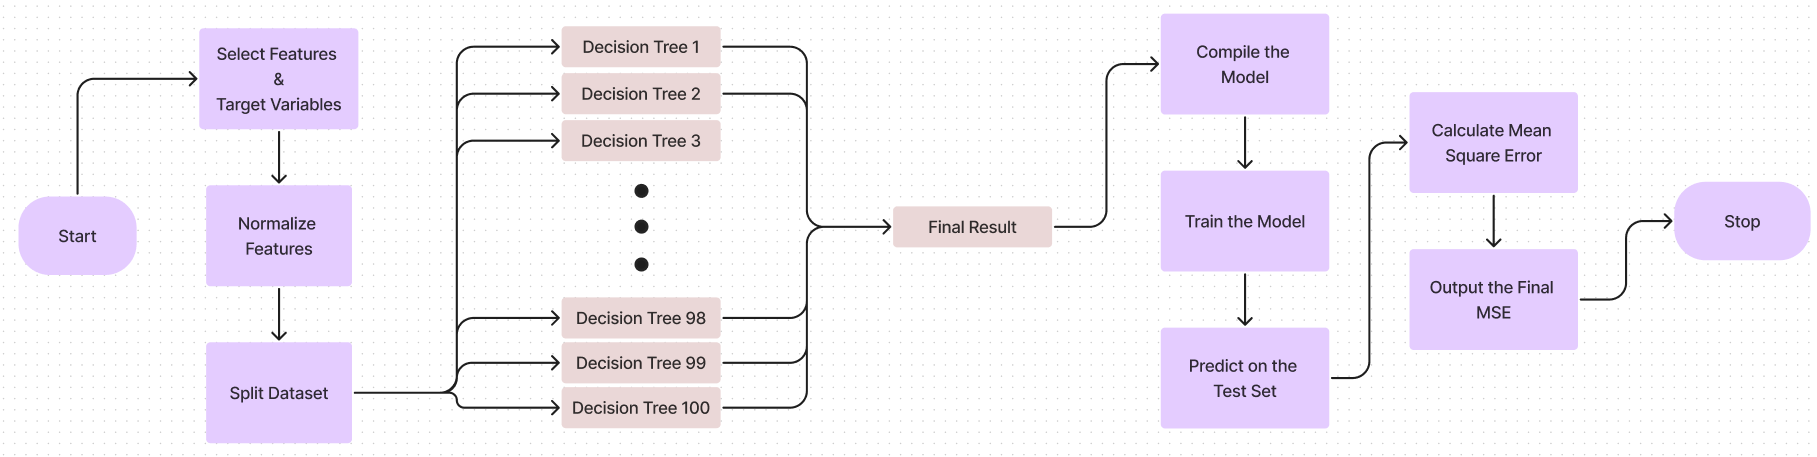 Start
Select Features
&
Target Variables
Normalize
Features
Split Dataset
Decision Tree 1
Decision Tree 2
Decision Tree 3
Decision Tree 98
Decision Tree 99
Decision Tree 100
Final Result
Compile the
Model
Train the Model
Predict on the
Test Set
Calculate Mean
Square Error
Output the Final
MSE
Stop